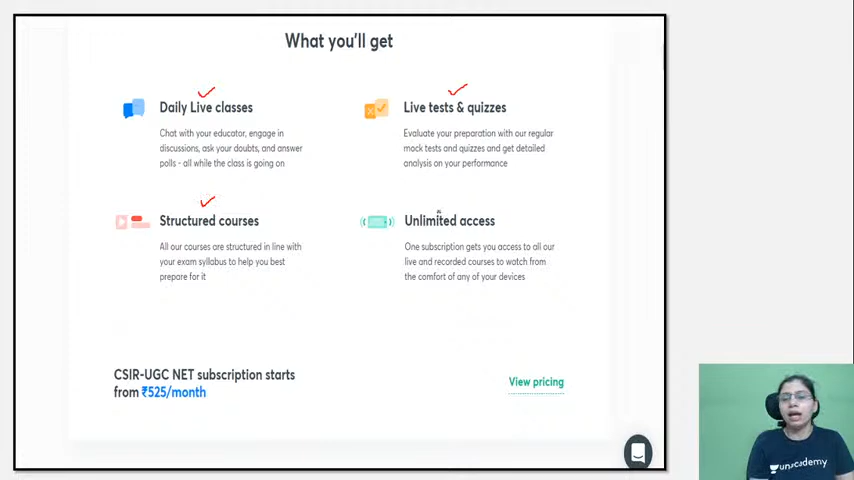 What you'll get
Daily Live classes
Chat with your educator, engage in
discussions, ask your doubts, and answer
polls - all while the class is going on
Live tests & quizzes
Evaluate your preparation with our regular
mock tests and quizzes and get detailed
analysis on your performance
Structured courses
All our courses are structured in line with
your exam syllabus to help you best
prepare for it
Unlimited access
One subscription gets you access to all our
live and recorded courses to watch from
the comfort of any of your devices
CSIR-UGC NET subscription starts
from ₹525/month
View pricing
unacademy